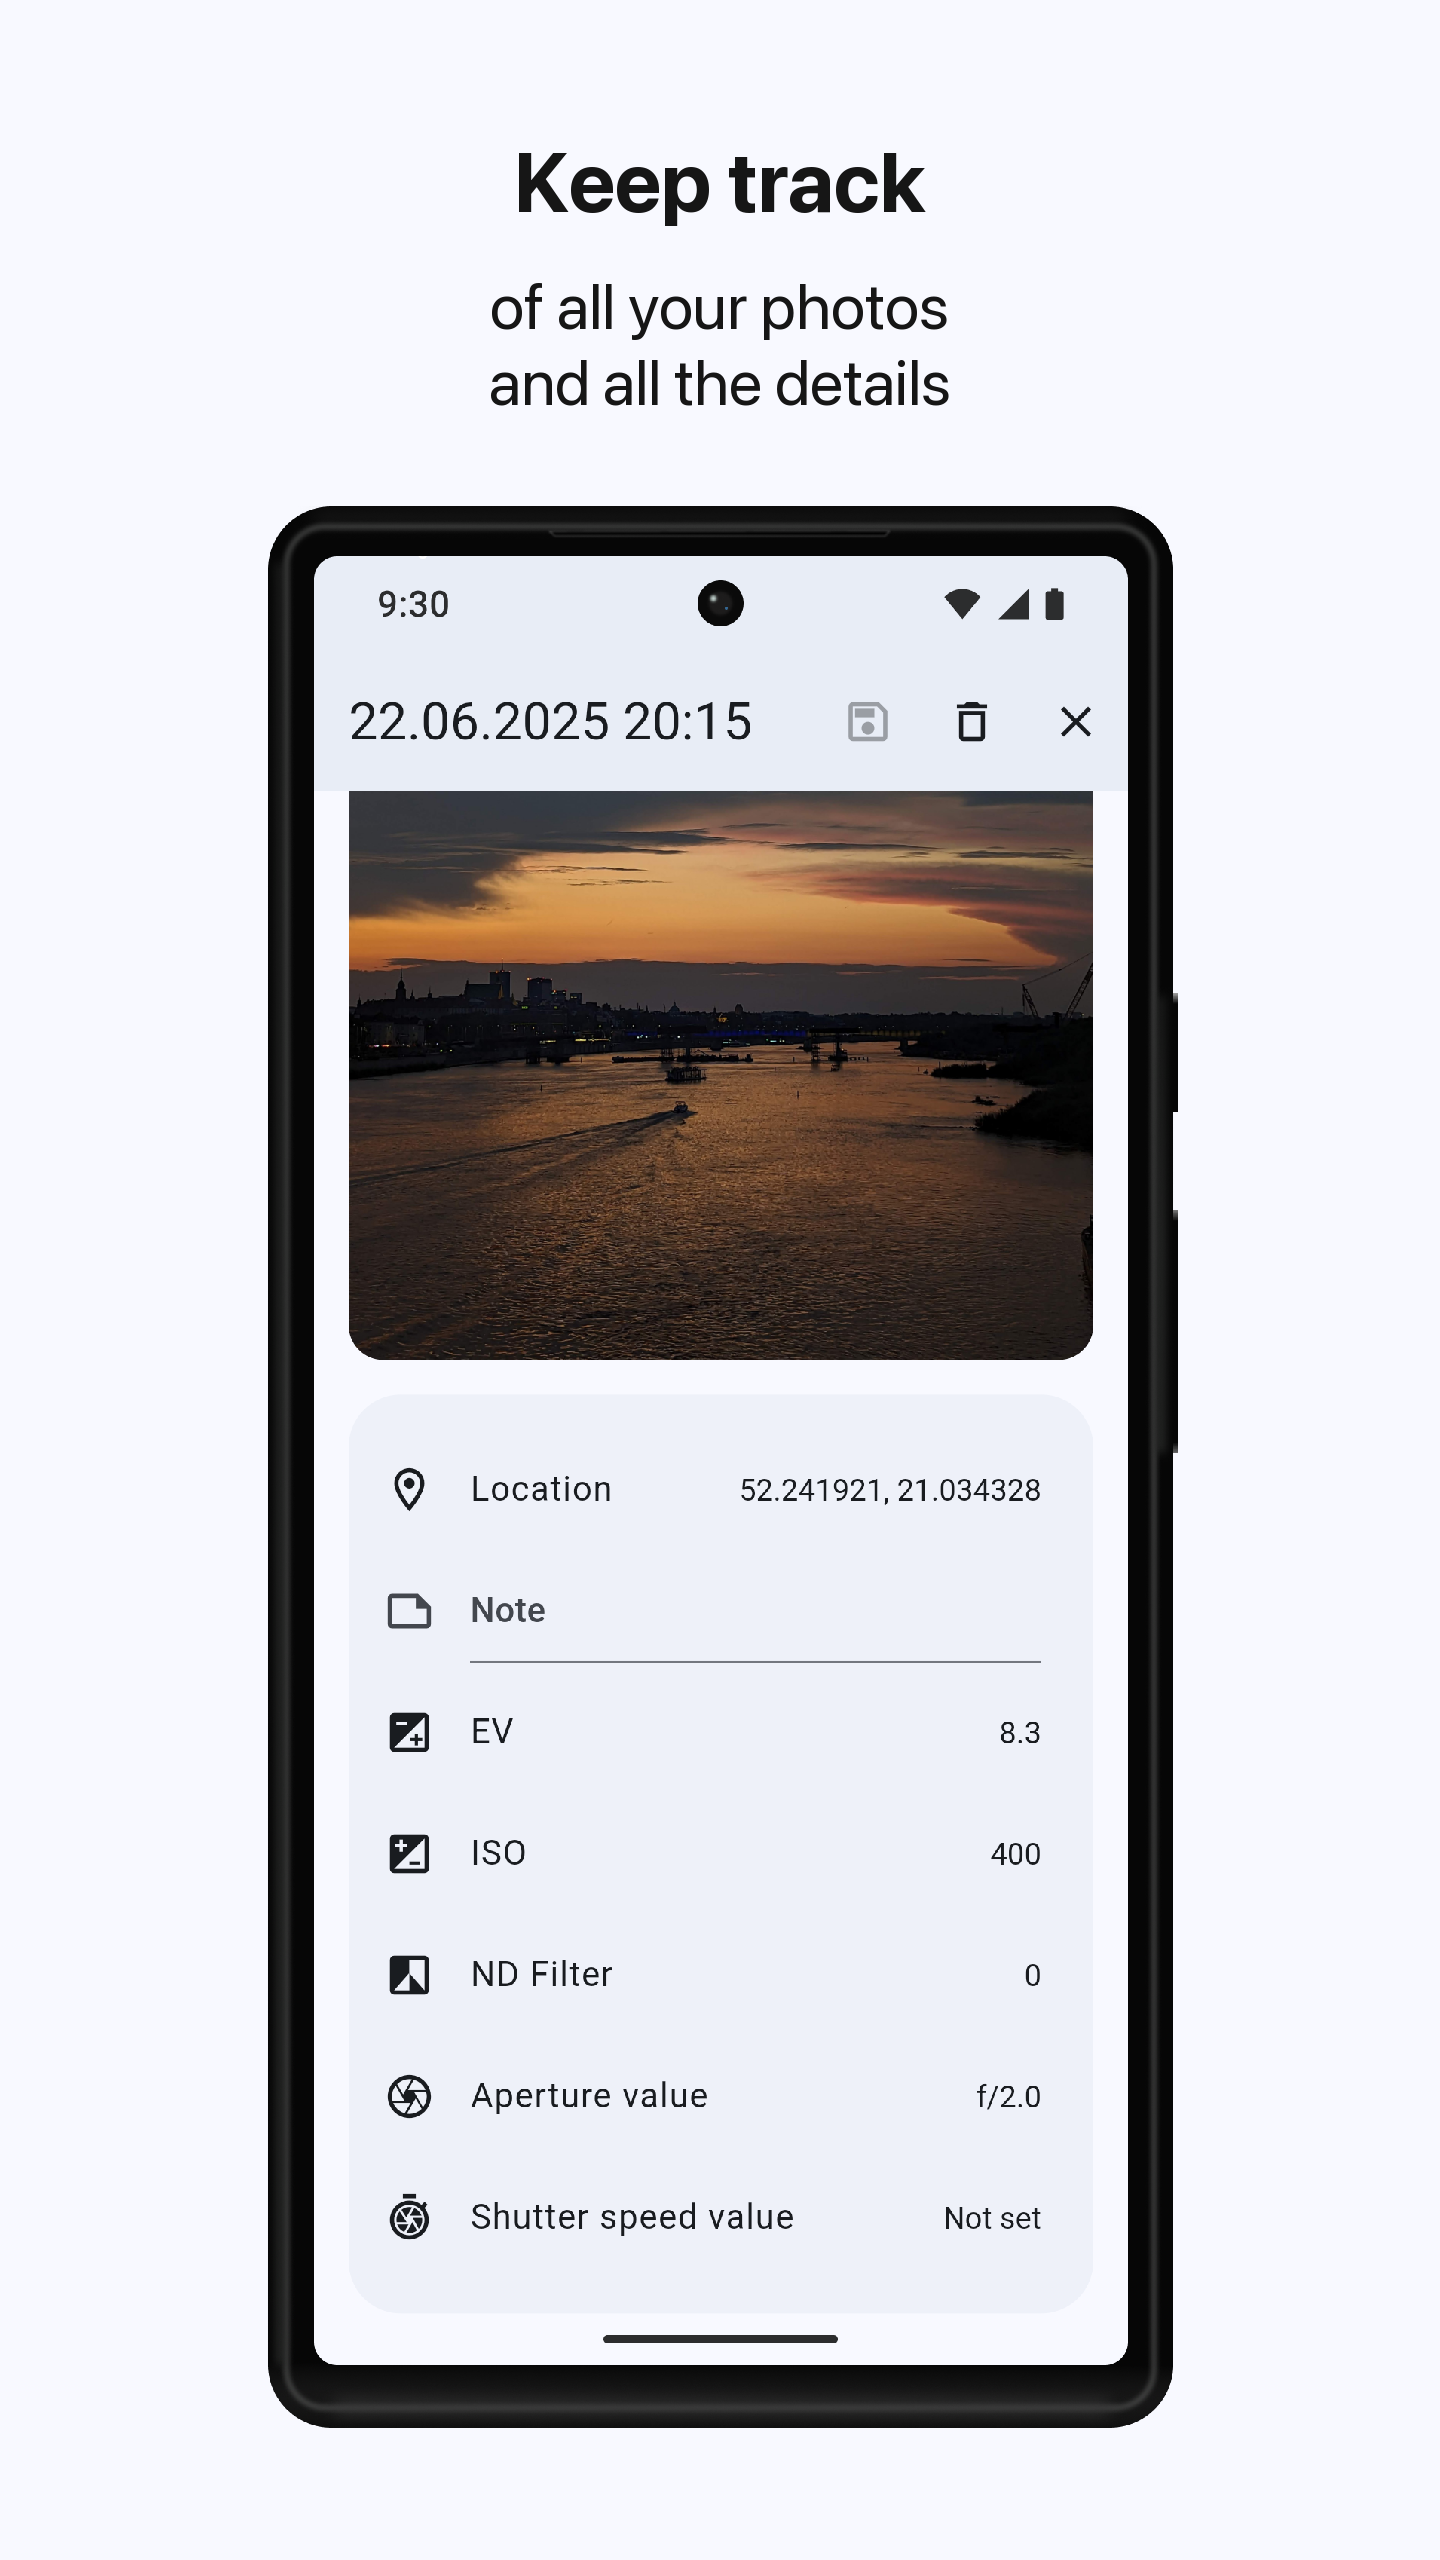 Keep track
of all your photos
and all the details
9:30
22.06.2025 20:15
Location 52.241921, 21.034328
Note
EV 8.3
ISO 400
ND Filter 0
Aperture value f/2.0
Shutter speed value Not set